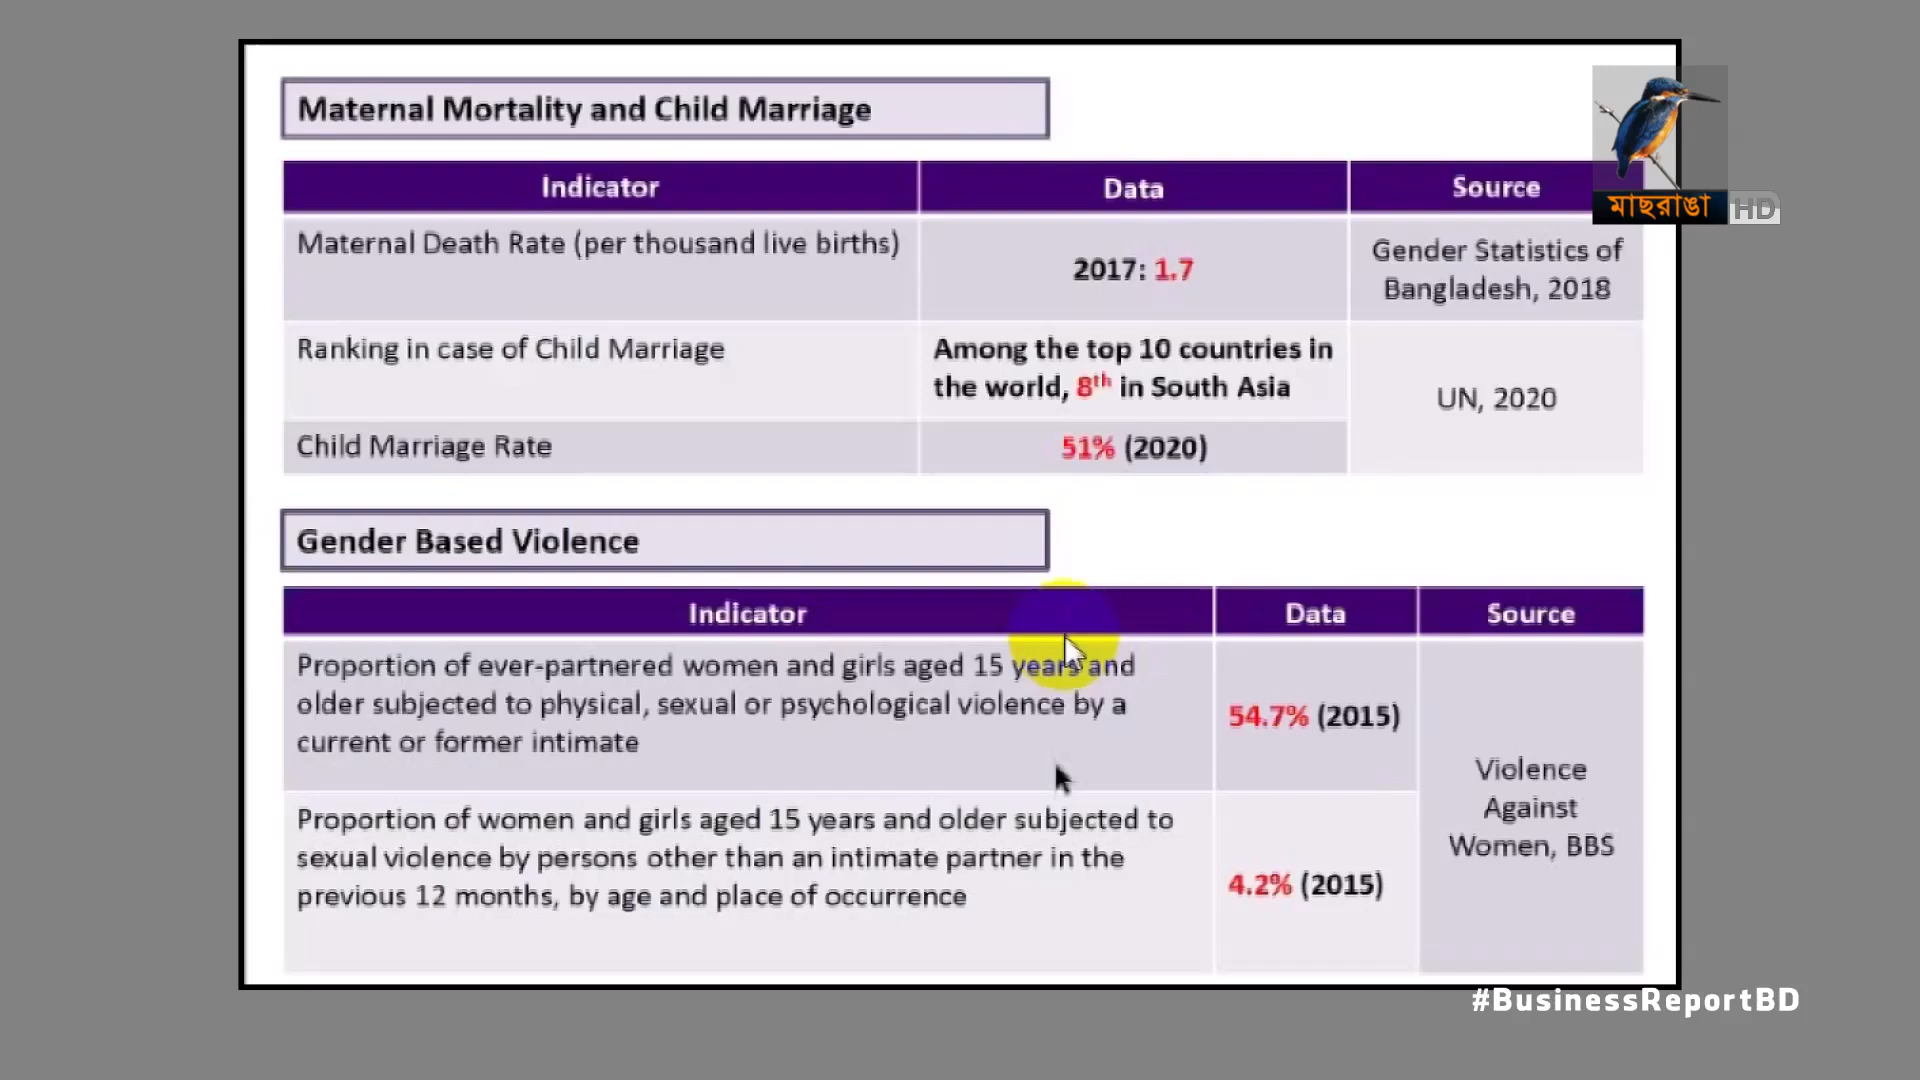 Maternal Mortality and Child Marriage
Indicator
Data
Source
Maternal Death Rate (per thousand live births)
2017: 1.7
Gender Statistics of
Bangladesh, 2018
Ranking in case of Child Marriage
Among the top 10 countries in
the world, 8th in South Asia
UN, 2020
Child Marriage Rate
51% (2020)
Gender Based Violence
Indicator
Data
Source
Proportion of ever-partnered women and girls aged 15 years and
older subjected to physical, sexual or psychological violence by a
current or former intimate
54.7% (2015)
Proportion of women and girls aged 15 years and older subjected to
sexual violence by persons other than an intimate partner in the
previous 12 months, by age and place of occurrence
4.2% (2015)
Violence
Against
Women, BBS
মাছরাঙা HD
#BusinessReportBD